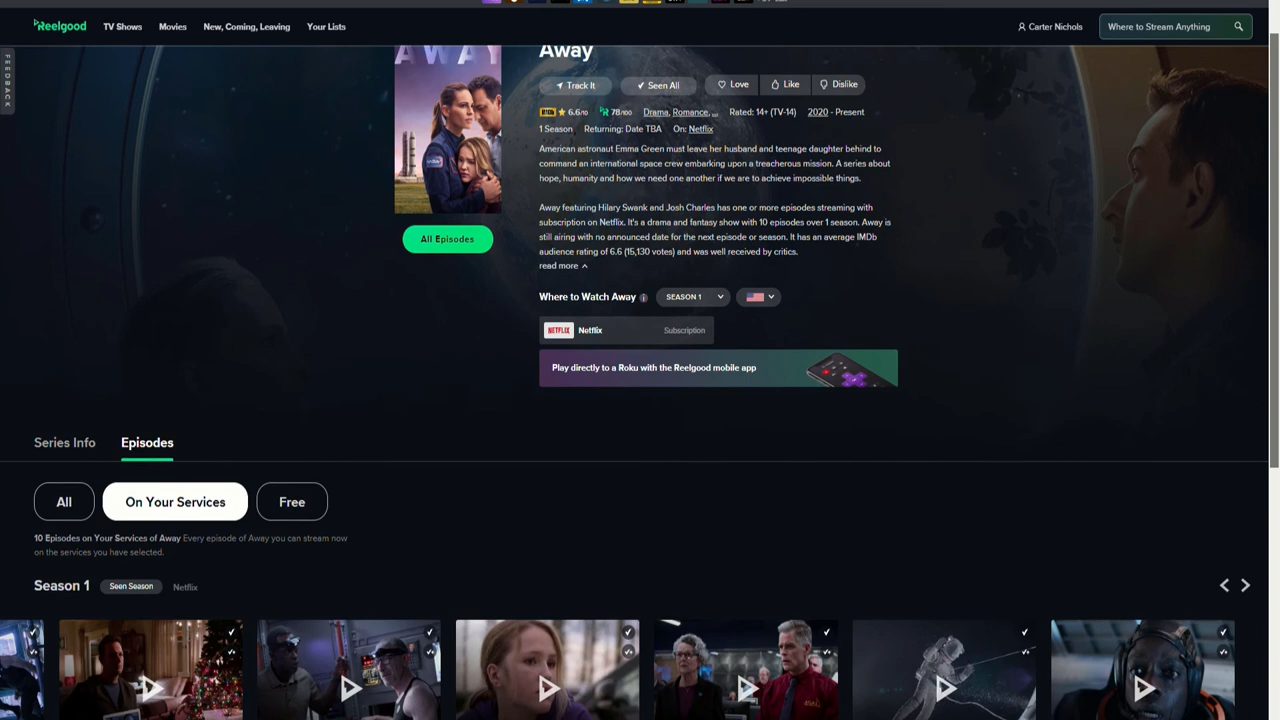 Reelgood
TV Shows
Movies
New, Coming, Leaving
Your Lists
Carter Nichols
Where to Stream Anything
FEEDBACK
AWAY
Away
Track It
Seen All
Love
Like
Dislike
6.6/10
78/100
Drama, Romance, ...
Rated: 14+ (TV-14)
2020 - Present
1 Season
Returning: Date TBA
On: Netflix
American astronaut Emma Green must leave her husband and teenage daughter behind to
command an international space crew embarking upon a treacherous mission. A series about
hope, humanity and how we need one another if we are to achieve impossible things.
Away featuring Hilary Swank and Josh Charles has one or more episodes streaming with
subscription on Netflix. It's a drama and fantasy show with 10 episodes over 1 season. Away is
still airing with no announced date for the next episode or season. It has an average IMDb
audience rating of 6.6 (15,130 votes) and was well received by critics.
read more
All Episodes
Where to Watch Away
SEASON 1
NETFLIX
Netflix
Subscription
Play directly to a Roku with the Reelgood mobile app
Series Info
Episodes
All
On Your Services
Free
10 Episodes on Your Services of Away Every episode of Away you can stream now
on the services you have selected.
Season 1
Seen Season
Netflix